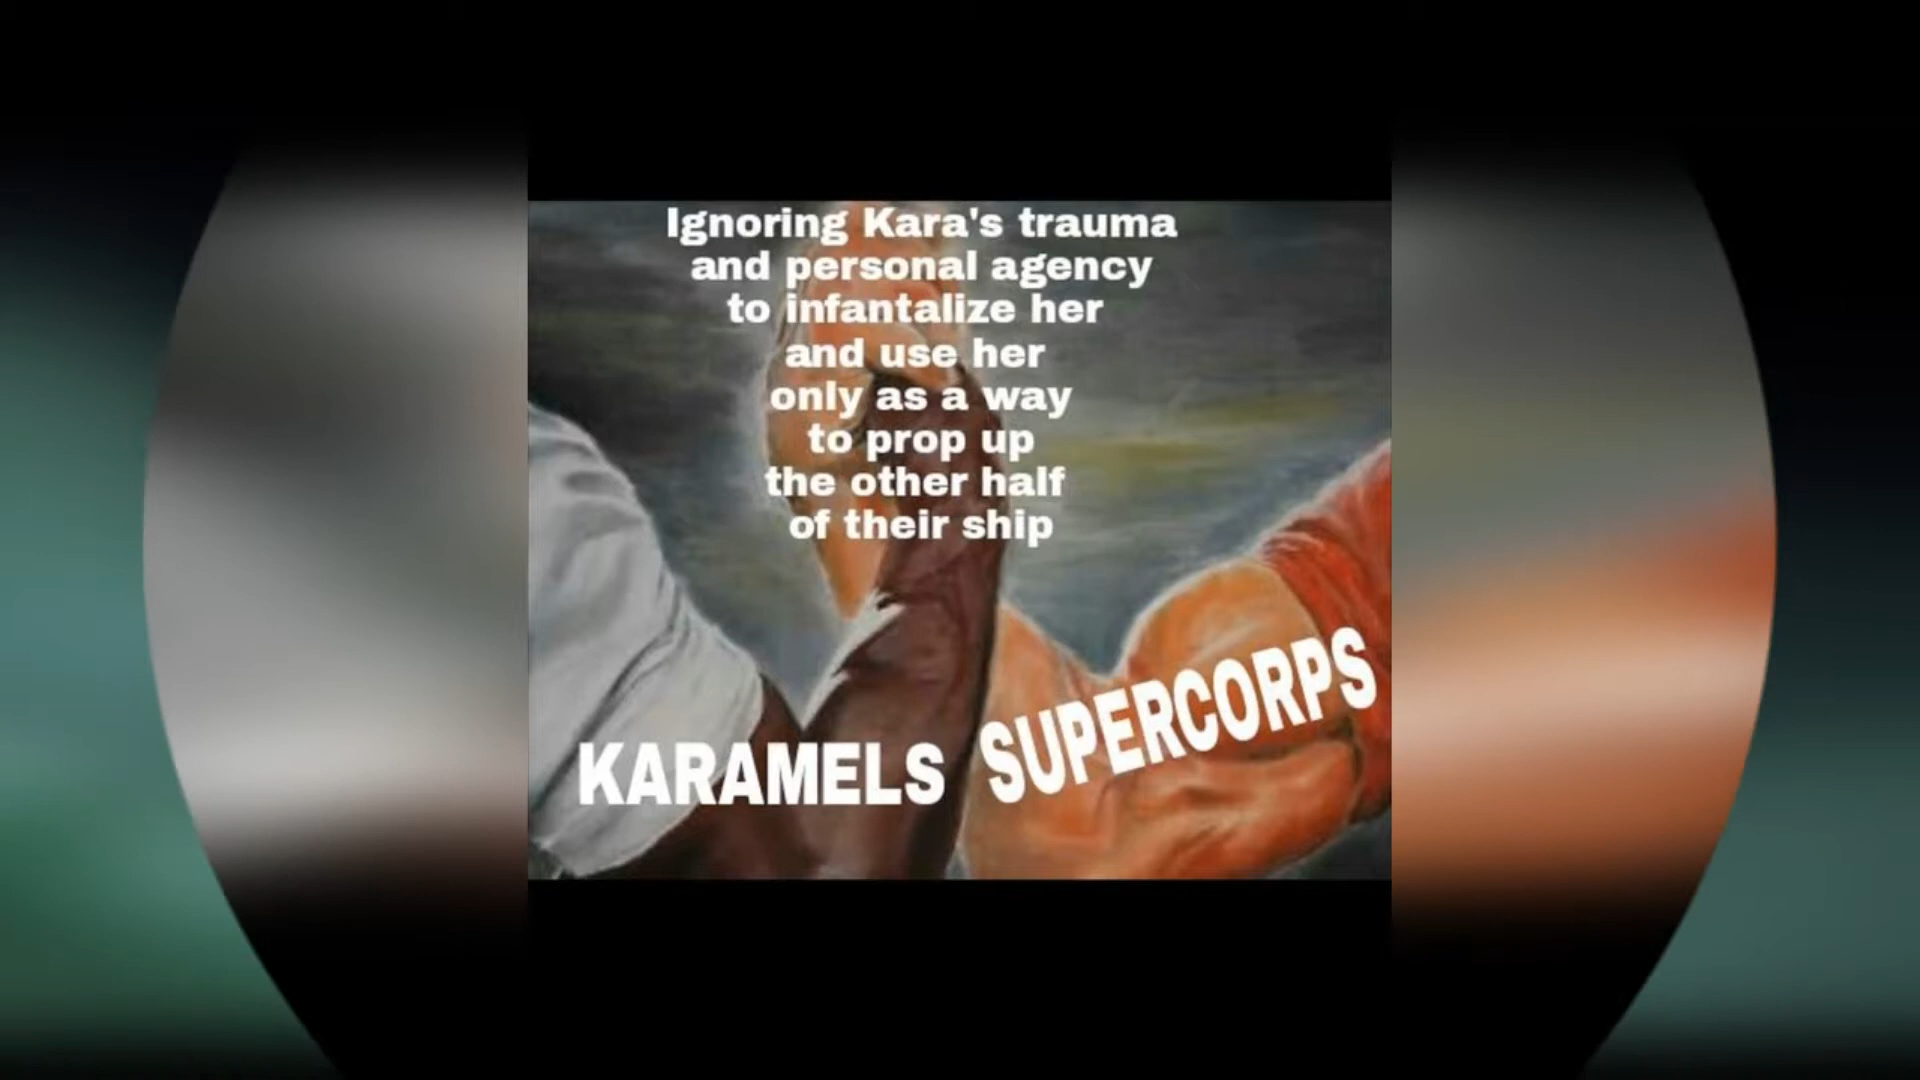 Ignoring Kara's trauma
and personal agency
to infantalize her
and use her
only as a way
to prop up
the other half
of their ship
KARAMELS
SUPERCORPS